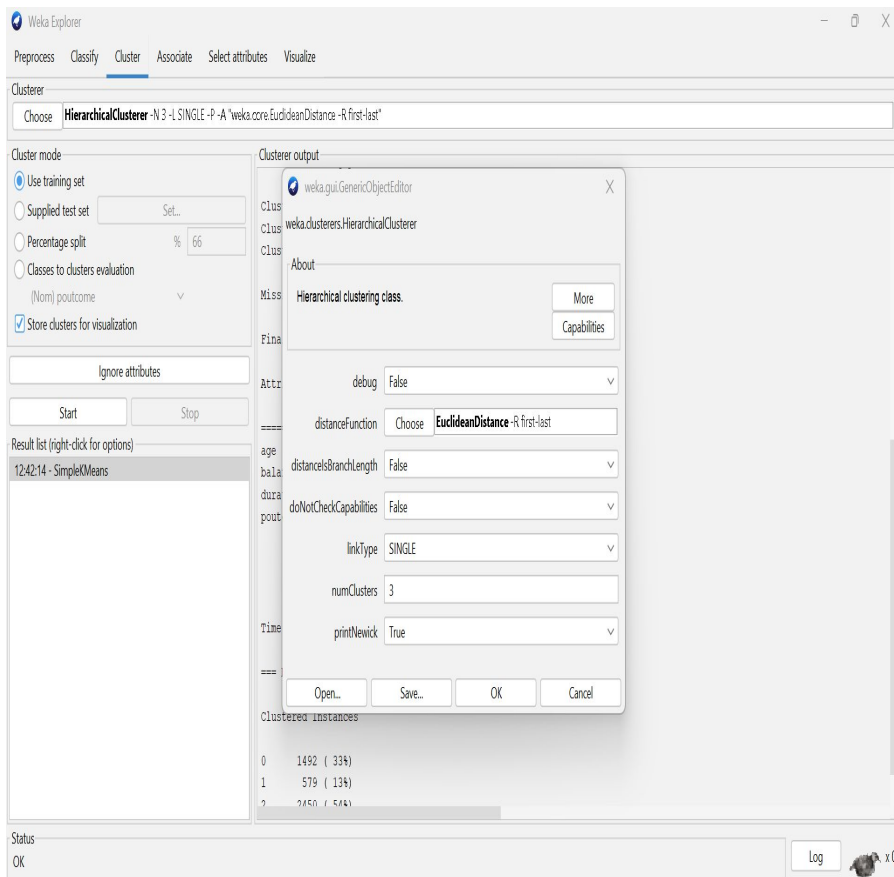 Weka Explorer
Preprocess Classify Cluster Associate Select attributes Visualize
Clusterer
Choose HierarchicalClusterer -N 3 -L SINGLE -P -A "weka.core.EuclideanDistance -R first-last"
Cluster mode
Use training set
Supplied test set Set...
Percentage split % 66
Classes to clusters evaluation
(Nom) poutcome
Store clusters for visualization
Ignore attributes
Start Stop
Result list (right-click for options)
12:42:14 - SimpleKMeans
Clusterer output
Clus
Clus
Clus
Miss
Fina
Attr
====
age
bala
dura
pout
Time
===
Clustered Instances
0 1492 ( 33%)
1 579 ( 13%)
2 2450 ( 54%)
weka.gui.GenericObjectEditor
weka.clusterers.HierarchicalClusterer
About
Hierarchical clustering class.
More
Capabilities
debug False
distanceFunction Choose EuclideanDistance -R first-last
distanceIsBranchLength False
doNotCheckCapabilities False
linkType SINGLE
numClusters 3
printNewick True
Open... Save... OK Cancel
Status
OK
Log x 0